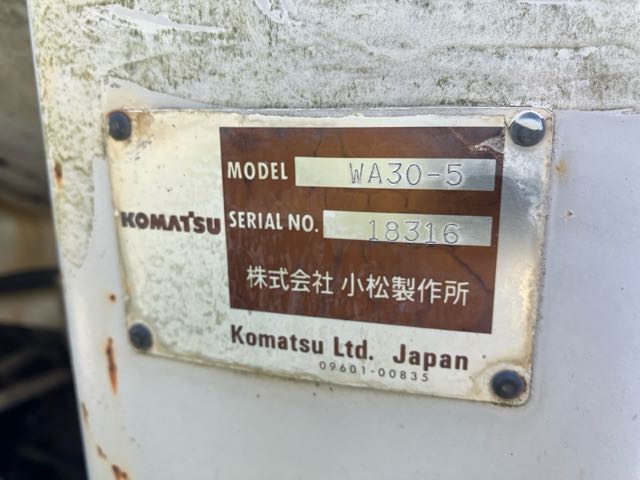 MODEL WA30-5
KOMATSU
SERIAL NO. 18316
株式会社 小松製作所
Komatsu Ltd. Japan
09601-00835